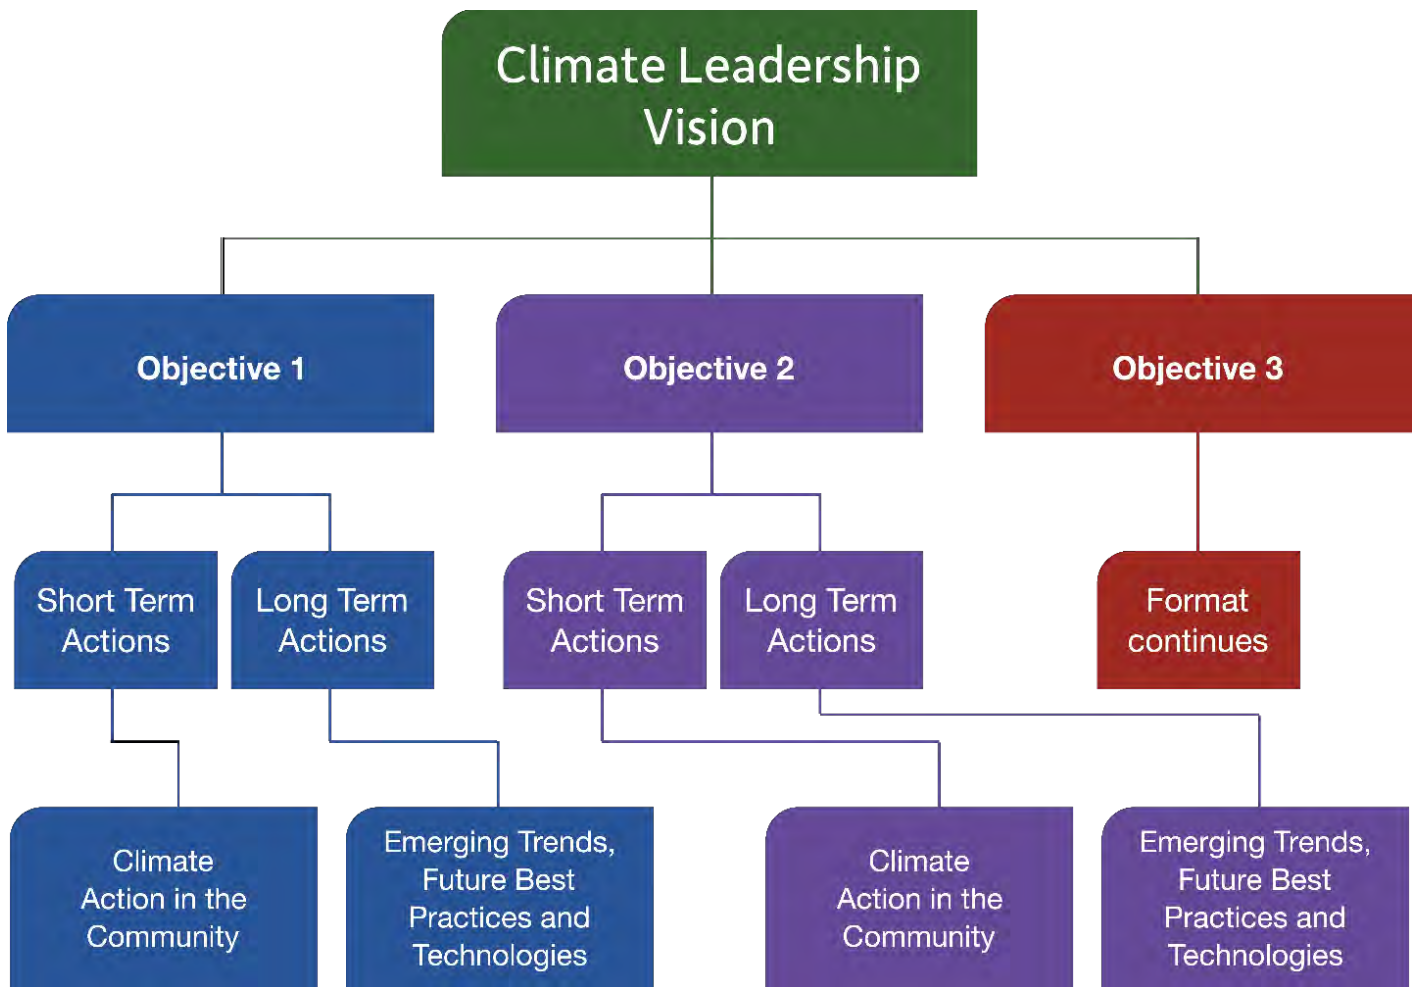 Climate Leadership
Vision
Objective 1
Objective 2
Objective 3
Short Term
Actions
Long Term
Actions
Short Term
Actions
Long Term
Actions
Format
continues
Climate
Action in the
Community
Emerging Trends,
Future Best
Practices and
Technologies
Climate
Action in the
Community
Emerging Trends,
Future Best
Practices and
Technologies